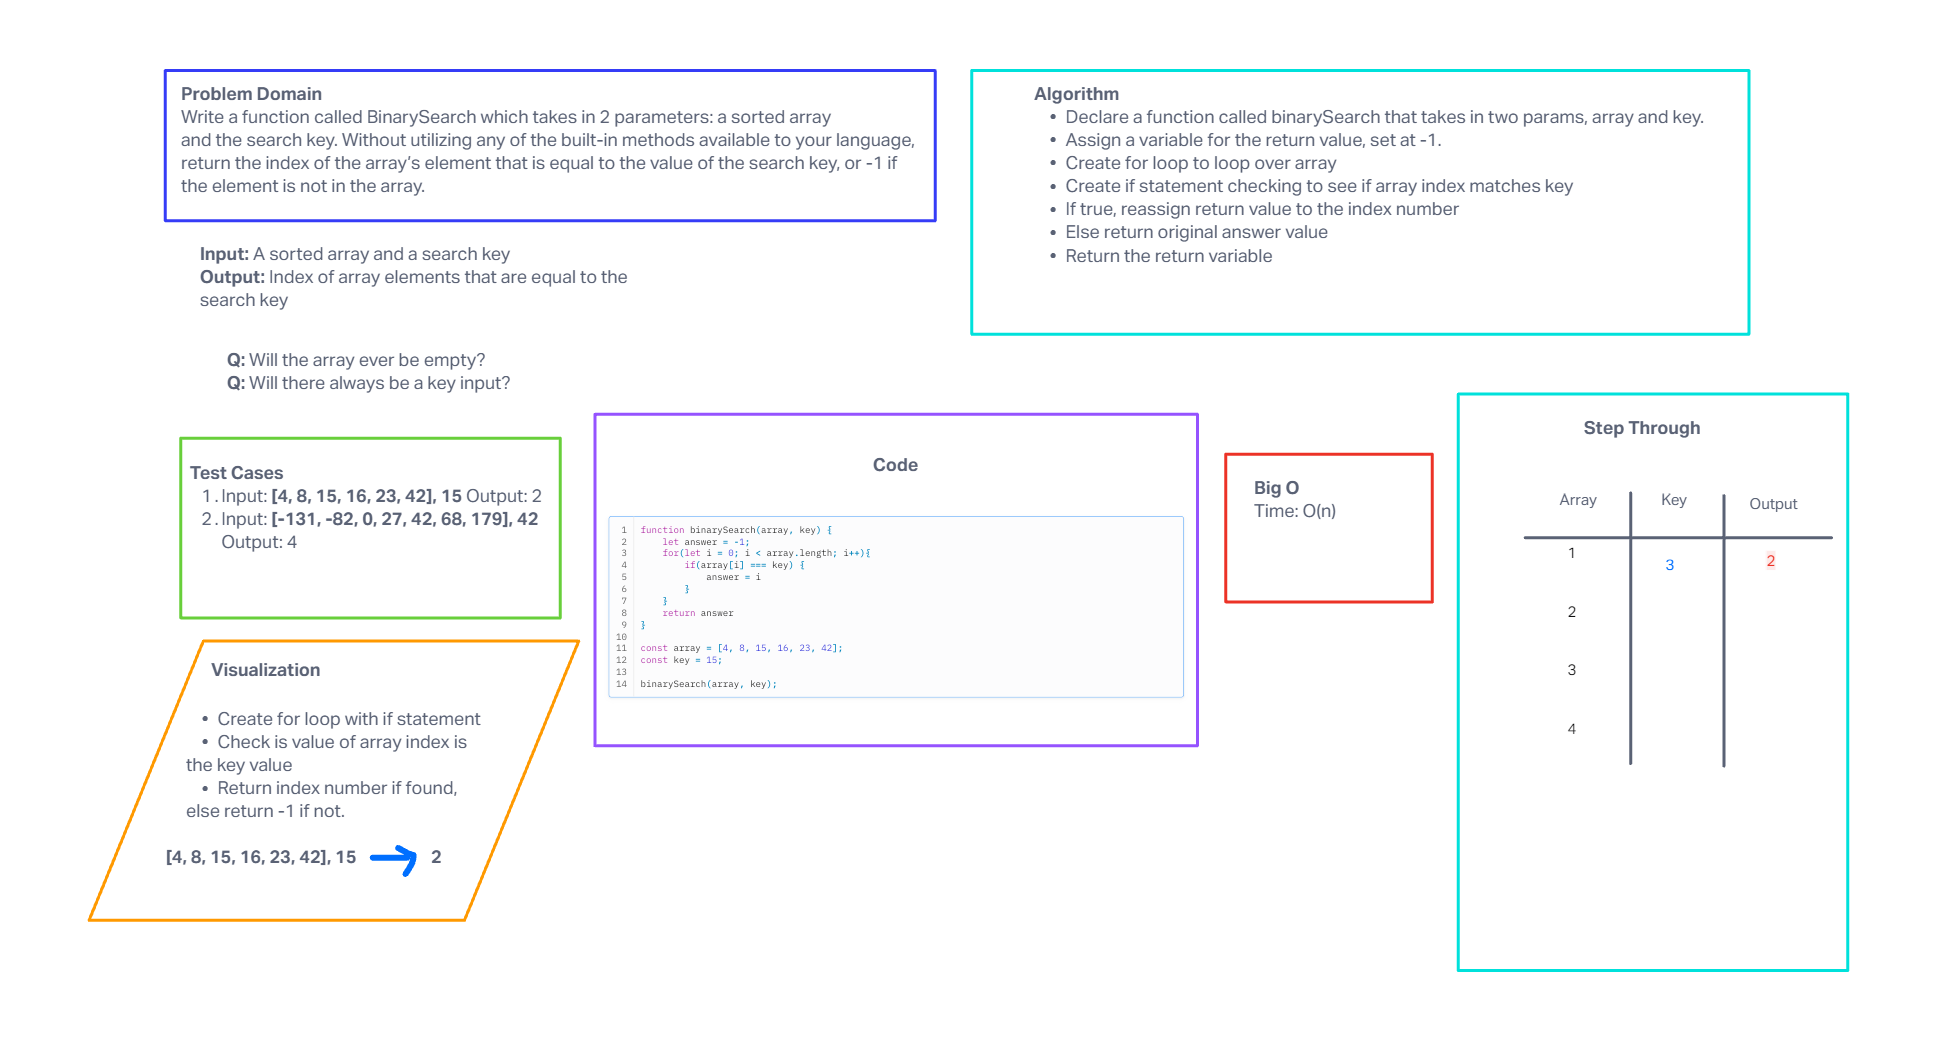 Problem Domain
Write a function called BinarySearch which takes in 2 parameters: a sorted array
and the search key. Without utilizing any of the built-in methods available to your language,
return the index of the array’s element that is equal to the value of the search key, or -1 if
the element is not in the array.
Input: A sorted array and a search key
Output: Index of array elements that are equal to the
search key
Q: Will the array ever be empty?
Q: Will there always be a key input?
Algorithm
• Declare a function called binarySearch that takes in two params, array and key.
• Assign a variable for the return value, set at -1.
• Create for loop to loop over array
• Create if statement checking to see if array index matches key
• If true, reassign return value to the index number
• Else return original answer value
• Return the return variable
Test Cases
1. Input: [4, 8, 15, 16, 23, 42], 15 Output: 2
2. Input: [-131, -82, 0, 27, 42, 68, 179], 42
Output: 4
Visualization
• Create for loop with if statement
• Check is value of array index is
the key value
• Return index number if found,
else return -1 if not.
[4, 8, 15, 16, 23, 42], 15 2
Code
1 function binarySearch(array, key) {
2 let answer = -1;
3 for(let i = 0; i < array.length; i++){
4 if(array[i] === key) {
5 answer = i
6 }
7 }
8 return answer
9 }
10
11 const array = [4, 8, 15, 16, 23, 42];
12 const key = 15;
13
14 binarySearch(array, key);
Big O
Time: O(n)
Step Through
Array Key Output
1 3 2
2
3
4